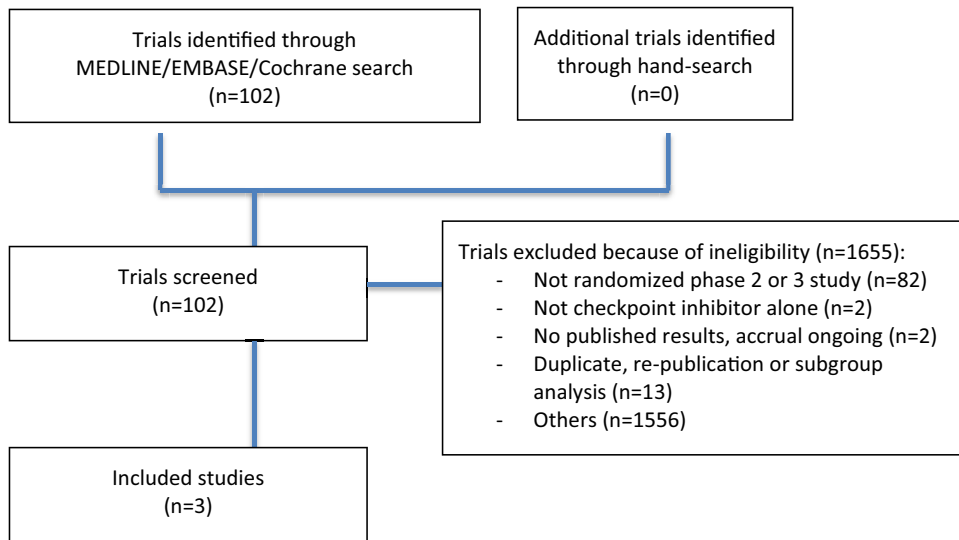 Trials identified through
MEDLINE/EMBASE/Cochrane search
(n=102)
Additional trials identified
through hand-search
(n=0)
Trials screened
(n=102)
Trials excluded because of ineligibility (n=1655):
- Not randomized phase 2 or 3 study (n=82)
- Not checkpoint inhibitor alone (n=2)
- No published results, accrual ongoing (n=2)
- Duplicate, re-publication or subgroup
analysis (n=13)
- Others (n=1556)
Included studies
(n=3)